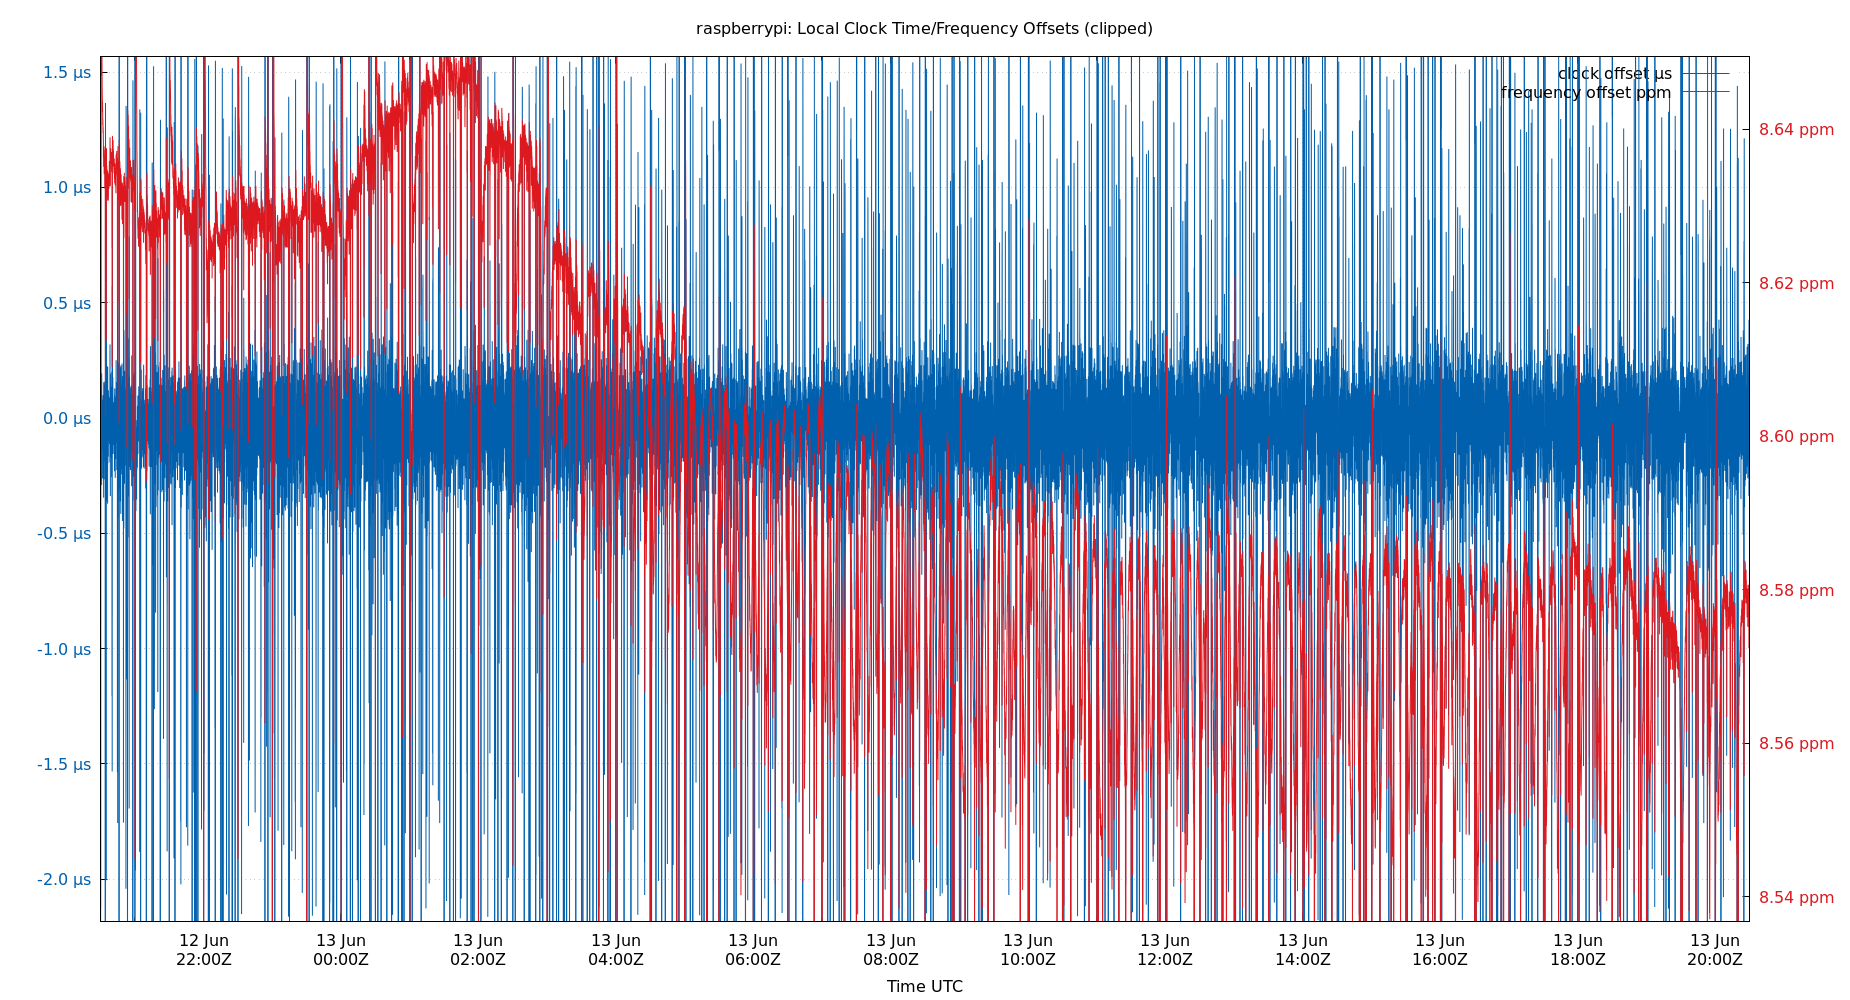 raspberrypi: Local Clock Time/Frequency Offsets (clipped)
clock offset µs
frequency offset ppm
1.5 µs
1.0 µs
0.5 µs
0.0 µs
-0.5 µs
-1.0 µs
-1.5 µs
-2.0 µs
8.64 ppm
8.62 ppm
8.60 ppm
8.58 ppm
8.56 ppm
8.54 ppm
12 Jun 13 Jun 13 Jun 13 Jun 13 Jun 13 Jun 13 Jun 13 Jun 13 Jun 13 Jun 13 Jun 13 Jun
22:00Z 00:00Z 02:00Z 04:00Z 06:00Z 08:00Z 10:00Z 12:00Z 14:00Z 16:00Z 18:00Z 20:00Z
Time UTC